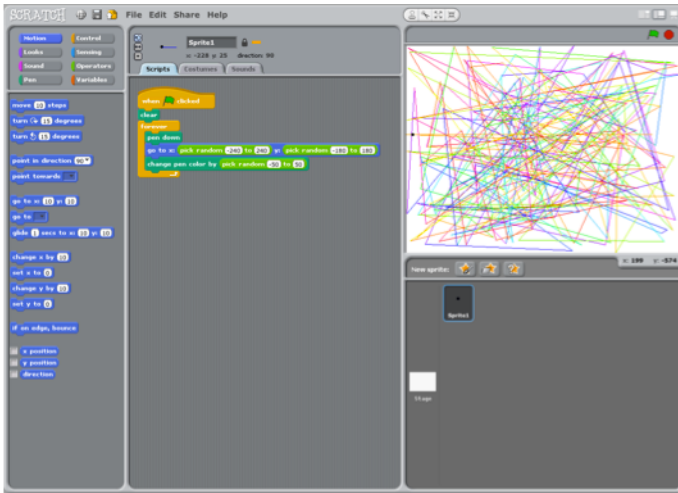 SCRATCH File Edit Share Help
Motion Control
Looks Sensing
Sound Operators
Pen Variables
move 10 steps
turn 15 degrees
turn 15 degrees
point in direction 90
point towards
go to x: 10 y: 10
go to
glide 1 secs to x: 10 y: 10
change x by 10
set x to 0
change y by 10
set y to 0
if on edge, bounce
x position
y position
direction
Sprite1
x: -228 y: 25 direction: 90
Scripts Costumes Sounds
when clicked
clear
forever
pen down
go to x: pick random -240 to 240 y: pick random -180 to 180
change pen color by pick random -50 to 50
x: 199 y: -574
New sprite:
Sprite1
Stage